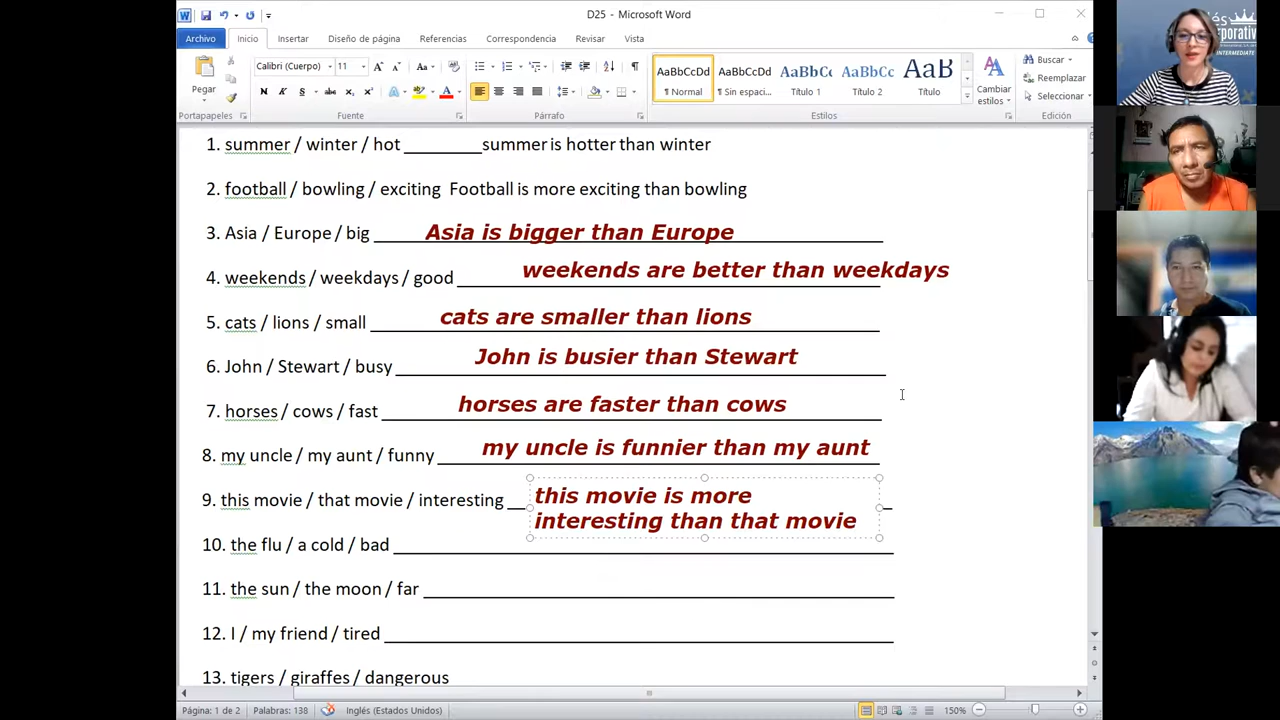 D25 - Microsoft Word
Archivo Inicio Insertar Diseño de página Referencias Correspondencia Revisar Vista
Calibri (Cuerpo) 11
Pegar
N K S abc x₂ x²
AaBbCcDd AaBbCcDd AaBbCc AaBbCc AaB
¶ Normal ¶ Sin espaci... Título 1 Título 2 Título
Cambiar estilos
Buscar
Reemplazar
Seleccionar
Portapapeles Fuente Párrafo Estilos Edición
1. summer / winter / hot _________summer is hotter than winter
2. football / bowling / exciting Football is more exciting than bowling
3. Asia / Europe / big Asia is bigger than Europe
4. weekends / weekdays / good weekends are better than weekdays
5. cats / lions / small cats are smaller than lions
6. John / Stewart / busy John is busier than Stewart
7. horses / cows / fast horses are faster than cows
8. my uncle / my aunt / funny my uncle is funnier than my aunt
9. this movie / that movie / interesting this movie is more
interesting than that movie
10. the flu / a cold / bad
11. the sun / the moon / far
12. I / my friend / tired
13. tigers / giraffes / dangerous
Página: 1 de 2 Palabras: 138 Inglés (Estados Unidos) 150%
INTERMEDIATE